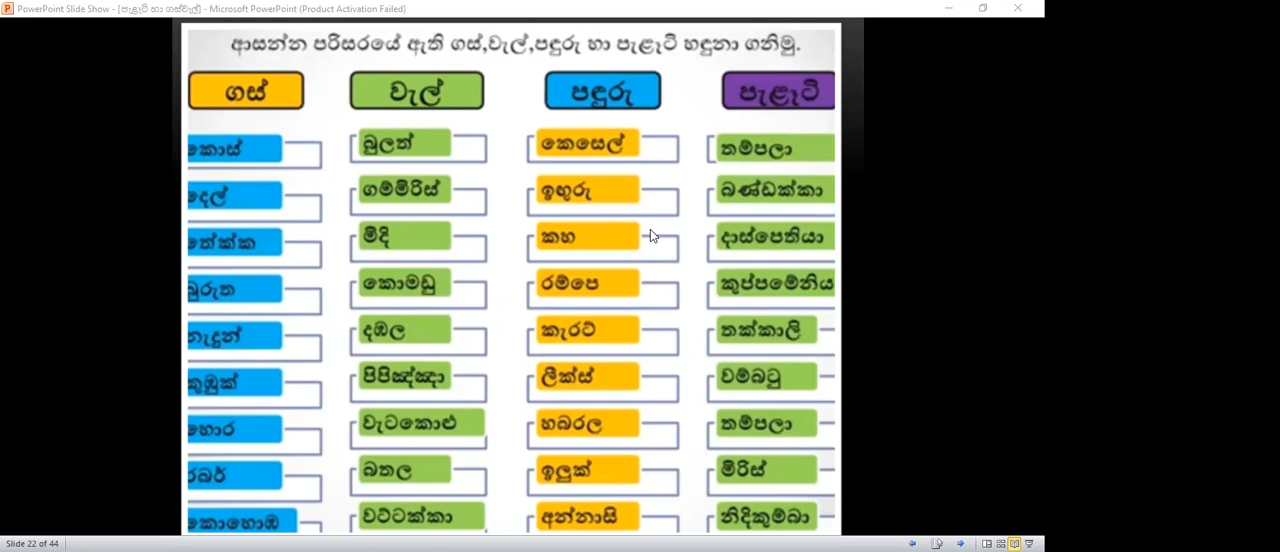 PowerPoint Slide Show - [පැළෑටි හා ගස්වැල්] - Microsoft PowerPoint (Product Activation Failed)
ආසන්න පරිසරයේ ඇති ගස්,වැල්,පඳුරු හා පැළෑටි හඳුනා ගනිමු.
ගස් වැල් පඳුරු පැළෑටි
කොස් බුලත් කෙසෙල් තම්පලා
දෙල් ගම්මිරිස් ඉඟුරු බණ්ඩක්කා
තේක්ක මිදි කහ දාස්පෙතියා
බුරුත කොමඩු රම්පෙ කුප්පමේනිය
නැදුන් දඹල කැරට් තක්කාලි
කුඹුක් පිපිඤ්ඤා ලීක්ස් වම්බටු
හොර වැටකොළු හබරල තම්පලා
රබර් බතල ඉලුක් මිරිස්
කොහොඹ වට්ටක්කා අන්නාසි නිදිකුම්බා
Slide 22 of 44